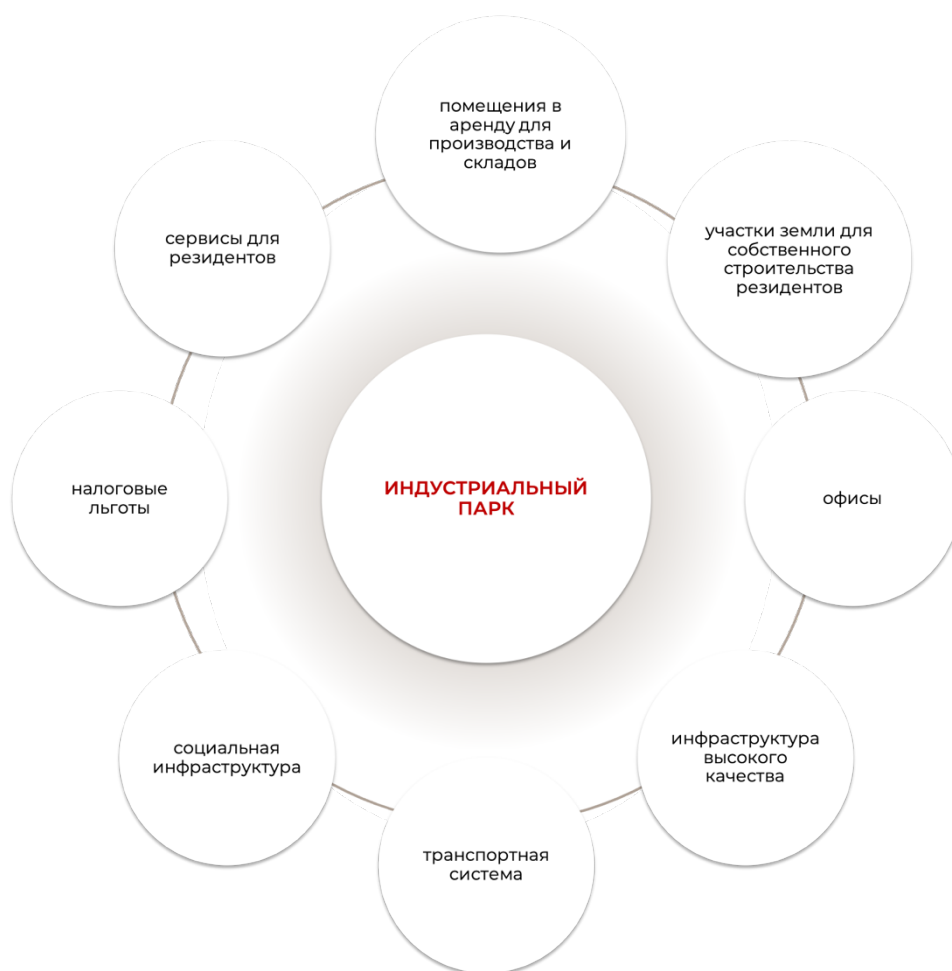 помещения в
аренду для
производства и
складов
участки земли для
собственного
строительства
резидентов
офисы
инфраструктура
высокого
качества
транспортная
система
социальная
инфраструктура
налоговые
льготы
сервисы для
резидентов
ИНДУСТРИАЛЬНЫЙ
ПАРК